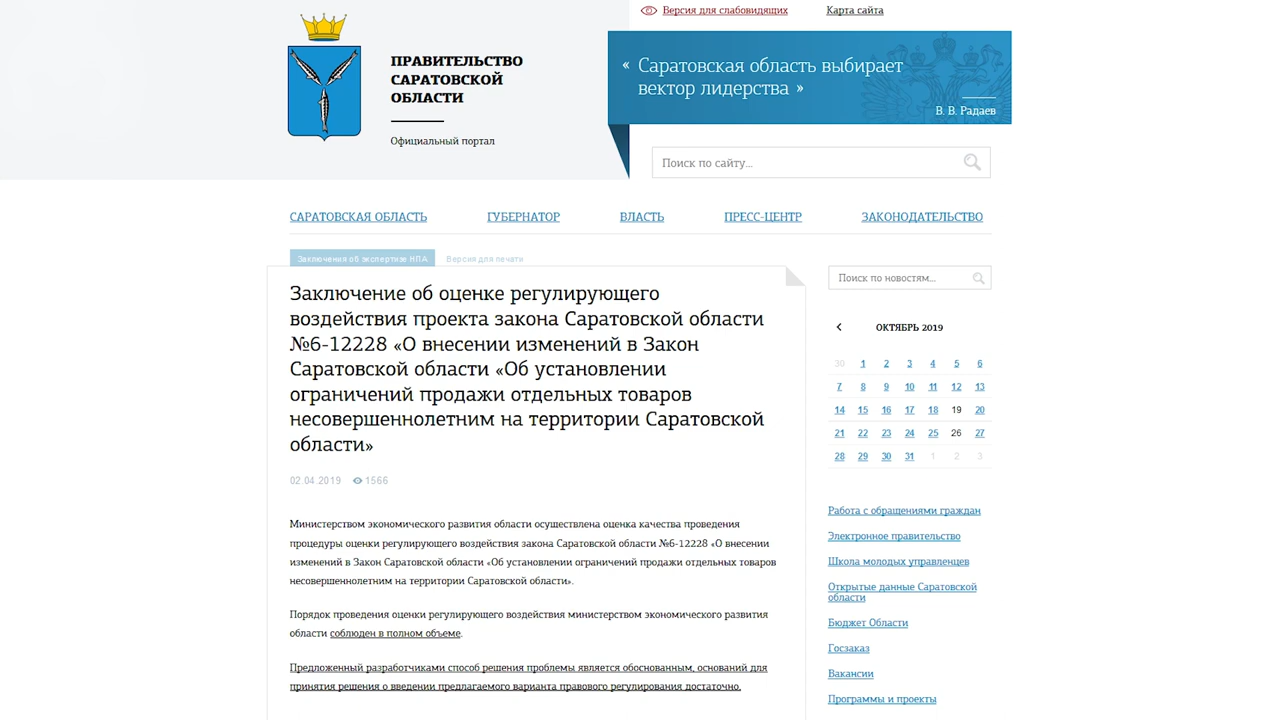 Версия для слабовидящих
Карта сайта
ПРАВИТЕЛЬСТВО
САРАТОВСКОЙ
ОБЛАСТИ
Официальный портал
« Саратовская область выбирает
вектор лидерства »
В. В. Радаев
Поиск по сайту...
САРАТОВСКАЯ ОБЛАСТЬ ГУБЕРНАТОР ВЛАСТЬ ПРЕСС-ЦЕНТР ЗАКОНОДАТЕЛЬСТВО
Заключения об экспертизе НПА Версия для печати
Заключение об оценке регулирующего
воздействия проекта закона Саратовской области
№6-12228 «О внесении изменений в Закон
Саратовской области «Об установлении
ограничений продажи отдельных товаров
несовершеннолетним на территории Саратовской
области»
02.04.2019 1566
Министерством экономического развития области осуществлена оценка качества проведения
процедуры оценки регулирующего воздействия закона Саратовской области №6-12228 «О внесении
изменений в Закон Саратовской области «Об установлении ограничений продажи отдельных товаров
несовершеннолетним на территории Саратовской области».
Порядок проведения оценки регулирующего воздействия министерством экономического развития
области соблюден в полном объеме.
Предложенный разработчиками способ решения проблемы является обоснованным, оснований для
принятия решения о введении предлагаемого варианта правового регулирования достаточно.
Поиск по новостям...
ОКТЯБРЬ 2019
30 1 2 3 4 5 6
7 8 9 10 11 12 13
14 15 16 17 18 19 20
21 22 23 24 25 26 27
28 29 30 31 1 2 3
Работа с обращениями граждан
Электронное правительство
Школа молодых управленцев
Открытые данные Саратовской
области
Бюджет Области
Госзаказ
Вакансии
Программы и проекты